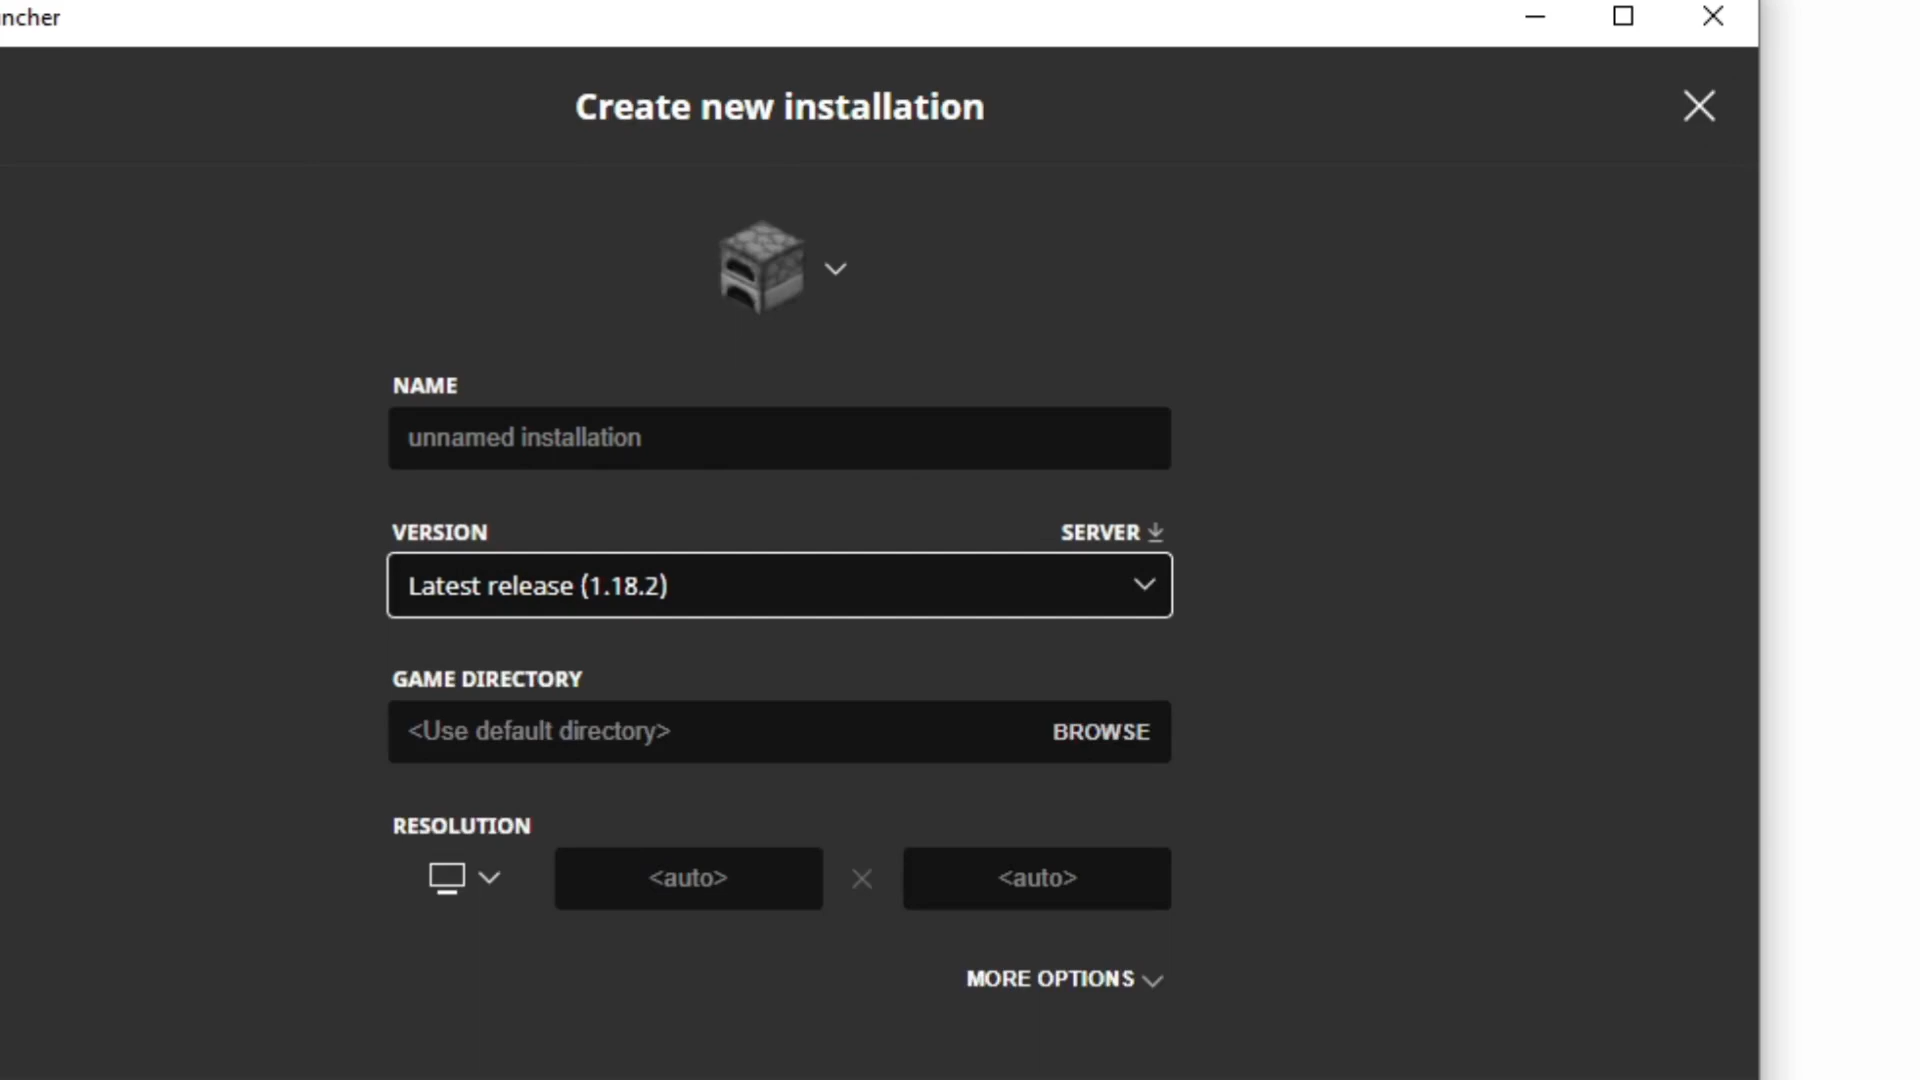 uncher
Create new installation
NAME
unnamed installation
VERSION
SERVER
Latest release (1.18.2)
GAME DIRECTORY
<Use default directory>
BROWSE
RESOLUTION
<auto>
<auto>
MORE OPTIONS